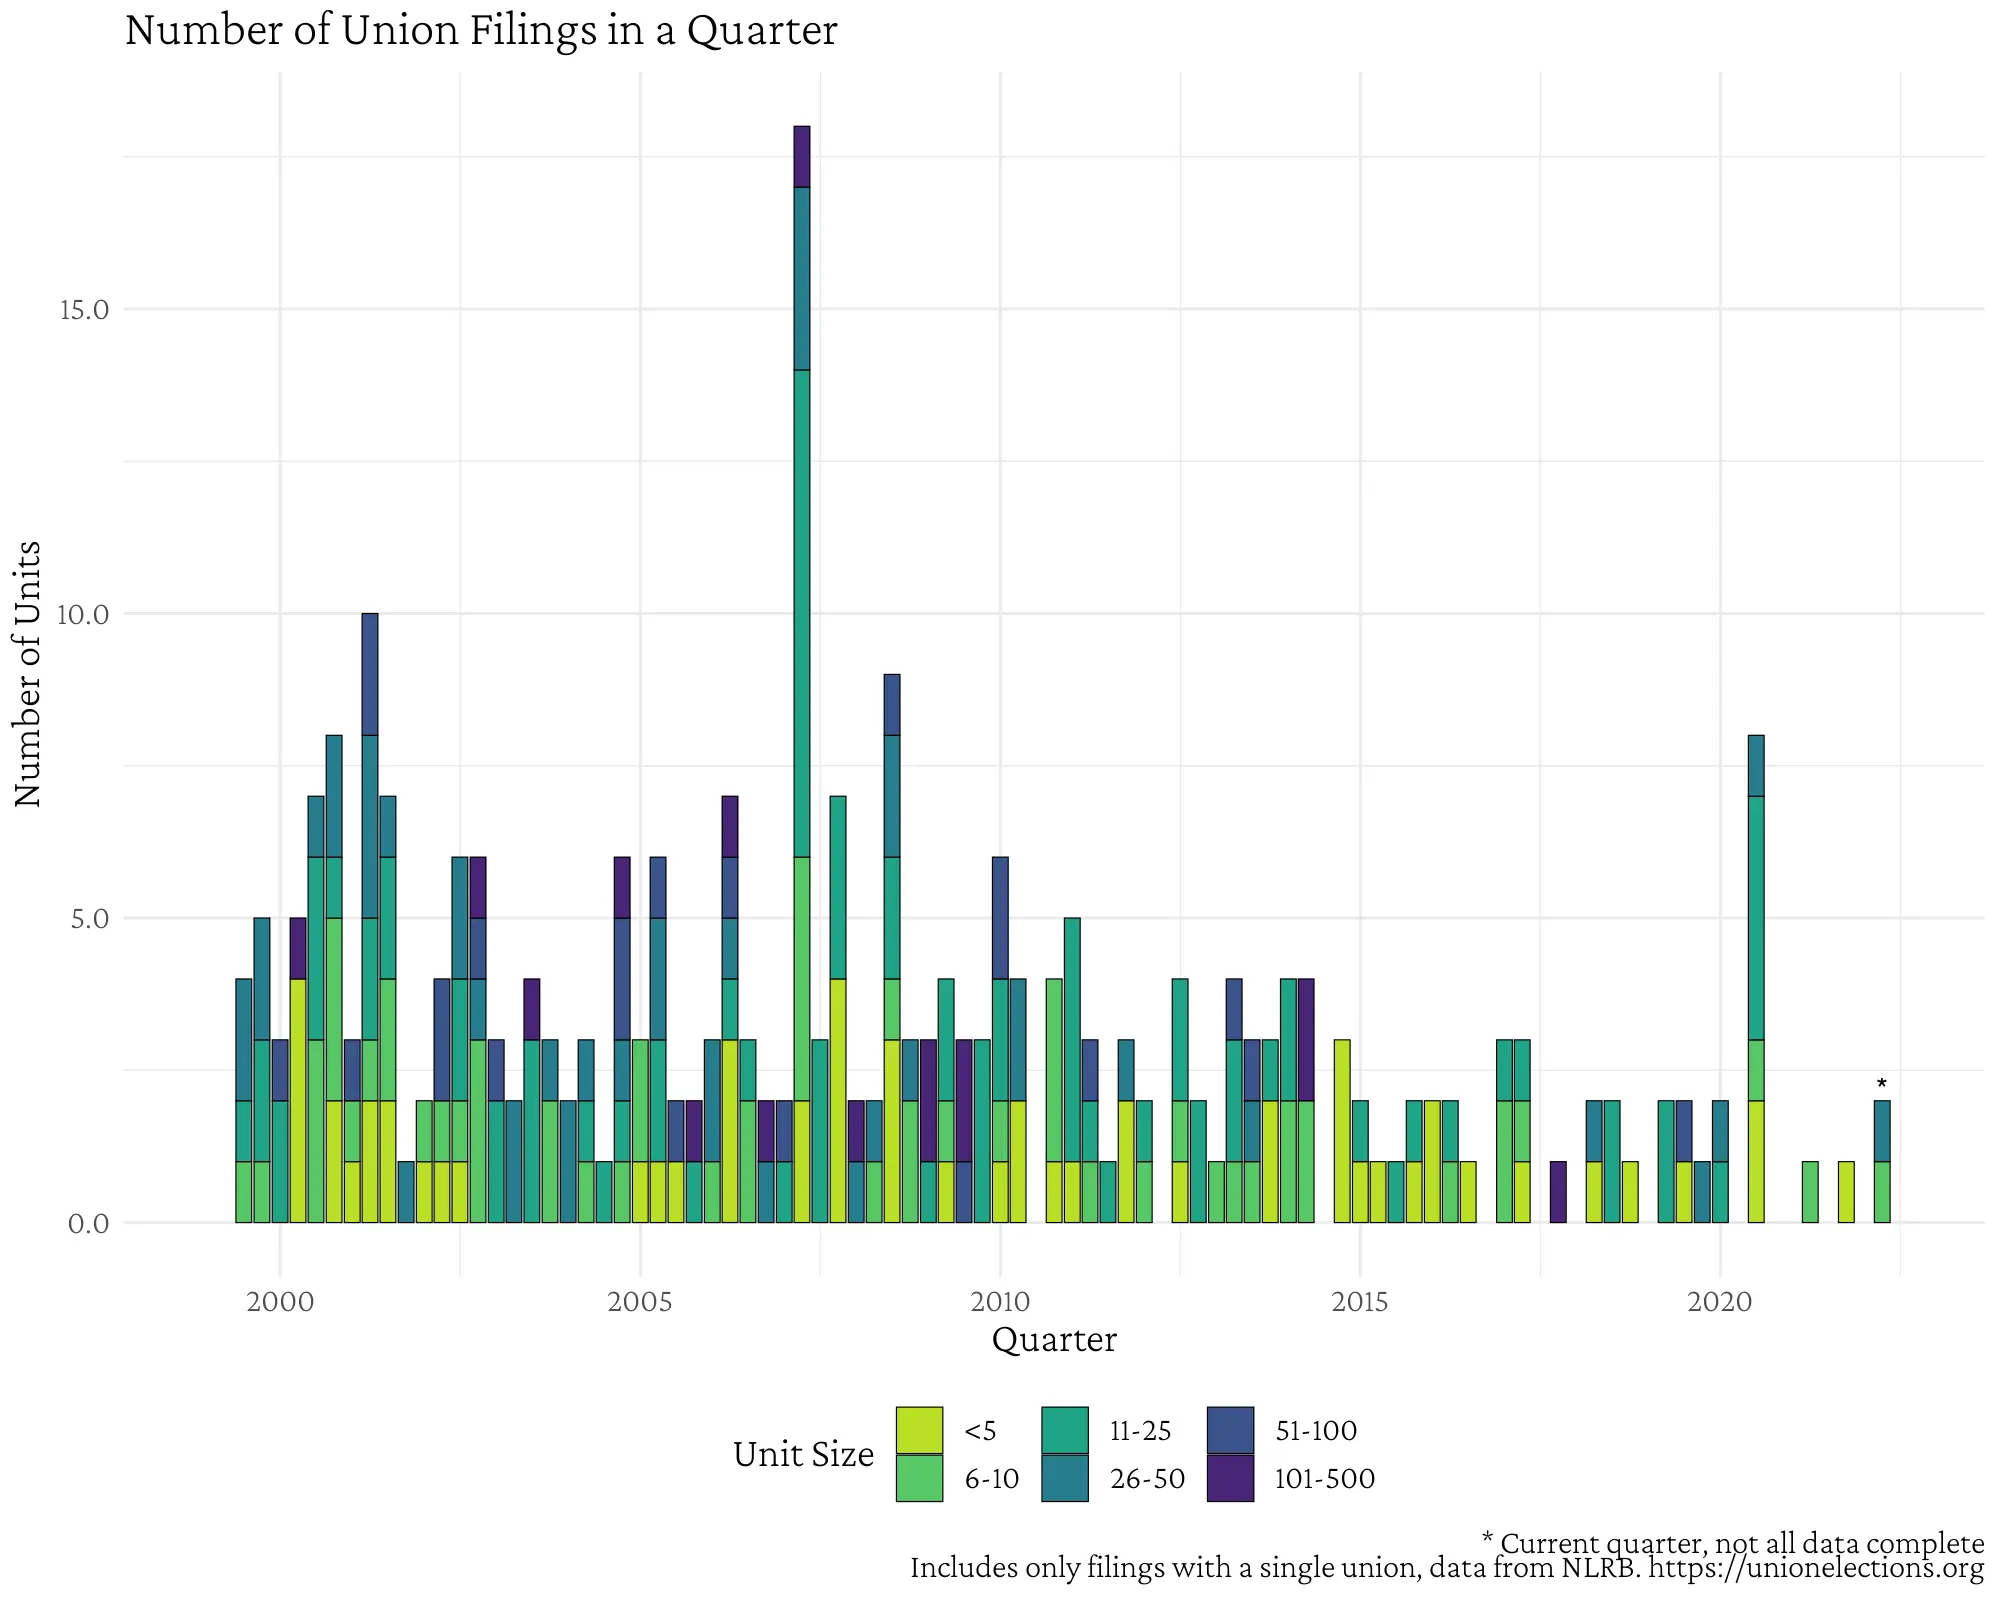 Number of Union Filings in a Quarter
Number of Units
15.0
10.0
5.0
0.0
*
2000 2005 2010 2015 2020
Quarter
Unit Size
<5 11-25 51-100
6-10 26-50 101-500
* Current quarter, not all data complete
Includes only filings with a single union, data from NLRB. https://unionelections.org